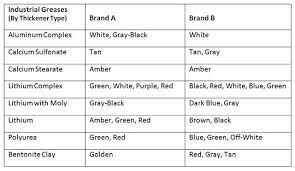 Industrial Greases
(By Thickener Type) Brand A Brand B
Aluminum Complex White, Gray-Black White
Calcium Sulfonate Tan Tan, Gray
Calcium Stearate Amber Amber
Lithium Complex Green, White, Purple, Red Black, Red, White, Blue, Green
Lithium with Moly Gray-Black Dark Blue, Gray
Lithium Amber, Green, Red Brown, Black
Polyurea Green, Red Blue, Green, Off-White
Bentonite Clay Golden Red, Gray, Tan